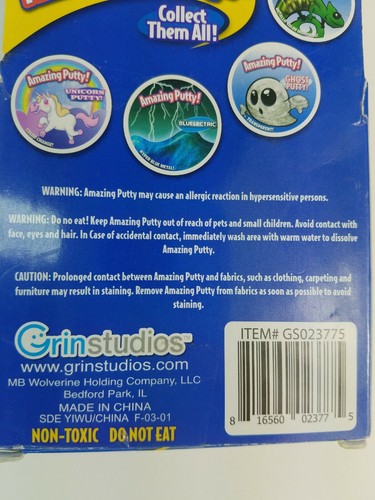 Collect
Them All!
Amazing Putty!
UNICORN
PUTTY!
Amazing Putty!
BLUELECTRIC
Amazing Putty!
GHOST
PUTTY!
WARNING: Amazing Putty may cause an allergic reaction in hypersensitive persons.
WARNING: Do no eat! Keep Amazing Putty out of reach of pets and small children. Avoid contact with
face, eyes and hair. In Case of accidental contact, immediately wash area with warm water to dissolve
Amazing Putty.
CAUTION: Prolonged contact between Amazing Putty and fabrics, such as clothing, carpeting and
furniture may result in staining. Remove Amazing Putty from fabrics as soon as possible to avoid
staining.
Grinstudios™
www.grinstudios.com
MB Wolverine Holding Company, LLC
Bedford Park, IL
MADE IN CHINA
SDE YIWU/CHINA F-03-01
NON-TOXIC DO NOT EAT
ITEM# GS023775
8 16560 02377 5